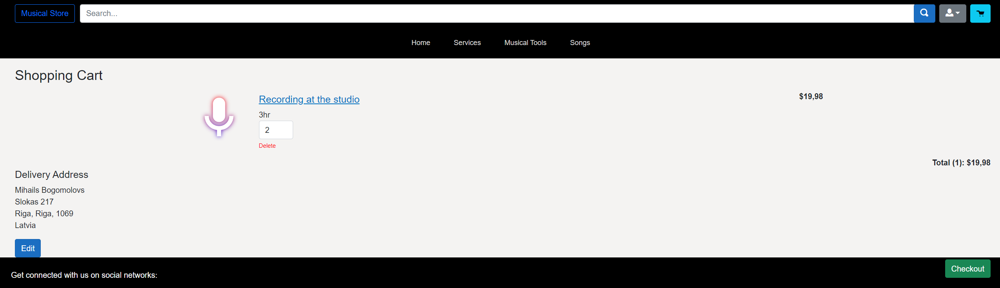 Musical Store
Search...
Home Services Musical Tools Songs
Shopping Cart
Recording at the studio
$19,98
3hr
2
Delete
Total (1): $19,98
Delivery Address
Mihails Bogomolovs
Slokas 217
Riga, Riga, 1069
Latvia
Edit
Checkout
Get connected with us on social networks: